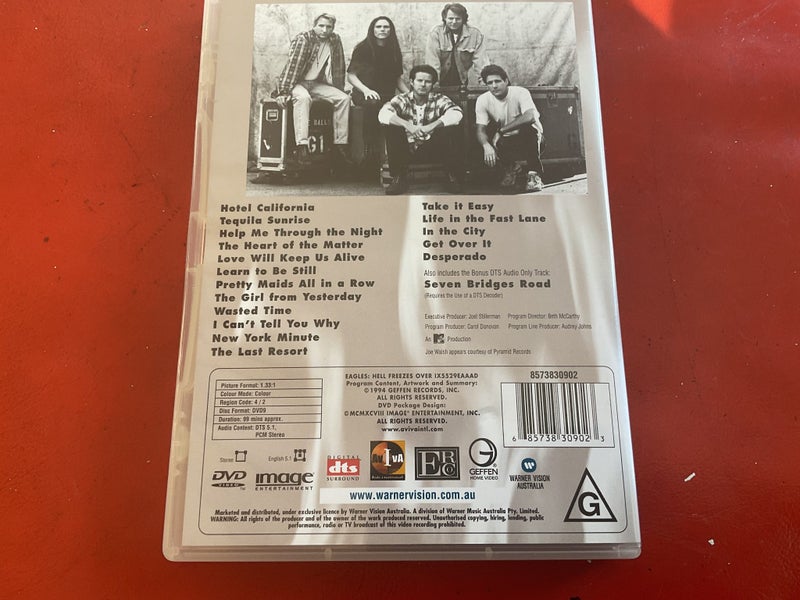 E BALL
G1
Hotel California
Tequila Sunrise
Help Me Through the Night
The Heart of the Matter
Love Will Keep Us Alive
Learn to Be Still
Pretty Maids All in a Row
The Girl from Yesterday
Wasted Time
I Can't Tell You Why
New York Minute
The Last Resort
Take it Easy
Life in the Fast Lane
In the City
Get Over It
Desperado
Also includes the Bonus DTS Audio Only Track:
Seven Bridges Road
(Requires the Use of a DTS Decoder)
Executive Producer: Joel Stillerman Program Director: Beth McCarthy
Program Producer: Carol Donovan Program Line Producer: Audrey Johns
An MTV Production
Joe Walsh appears courtesy of Pyramid Records
Picture Format: 1.33:1
Colour Mode: Colour
Region Code: 4 / 2
Disc Format: DVD9
Duration: 99 mins approx.
Audio Content: DTS 5.1,
PCM Stereo
EAGLES: HELL FREEZES OVER IX5529EAAAD
Program Content, Artwork and Summary:
©1994 GEFFEN RECORDS
ALL RIGHTS RESERVED.
DVD Package Design:
©MCMXCVIII IMAGE® ENTERTAINMENT, INC.
ALL RIGHTS RESERVED.
www.avivaintl.com
8573830902
6 85738 30902 3
Stereo
English 5.1
DVD
VIDEO
image
ENTERTAINMENT
DIGITAL
dts
SURROUND
AVIVA
International
ERC
GEFFEN
HOME VIDEO
WARNER VISION
AUSTRALIA
G
www.warnervision.com.au
Marketed and distributed, under exclusive licence by Warner Vision Australia. A division of Warner Music Australia Pty. Limited.
WARNING: All rights of the producer and of the owner of the work produced reserved. Unauthorised copying, hiring, lending, public
performance, radio or TV broadcast of this video recording prohibited.